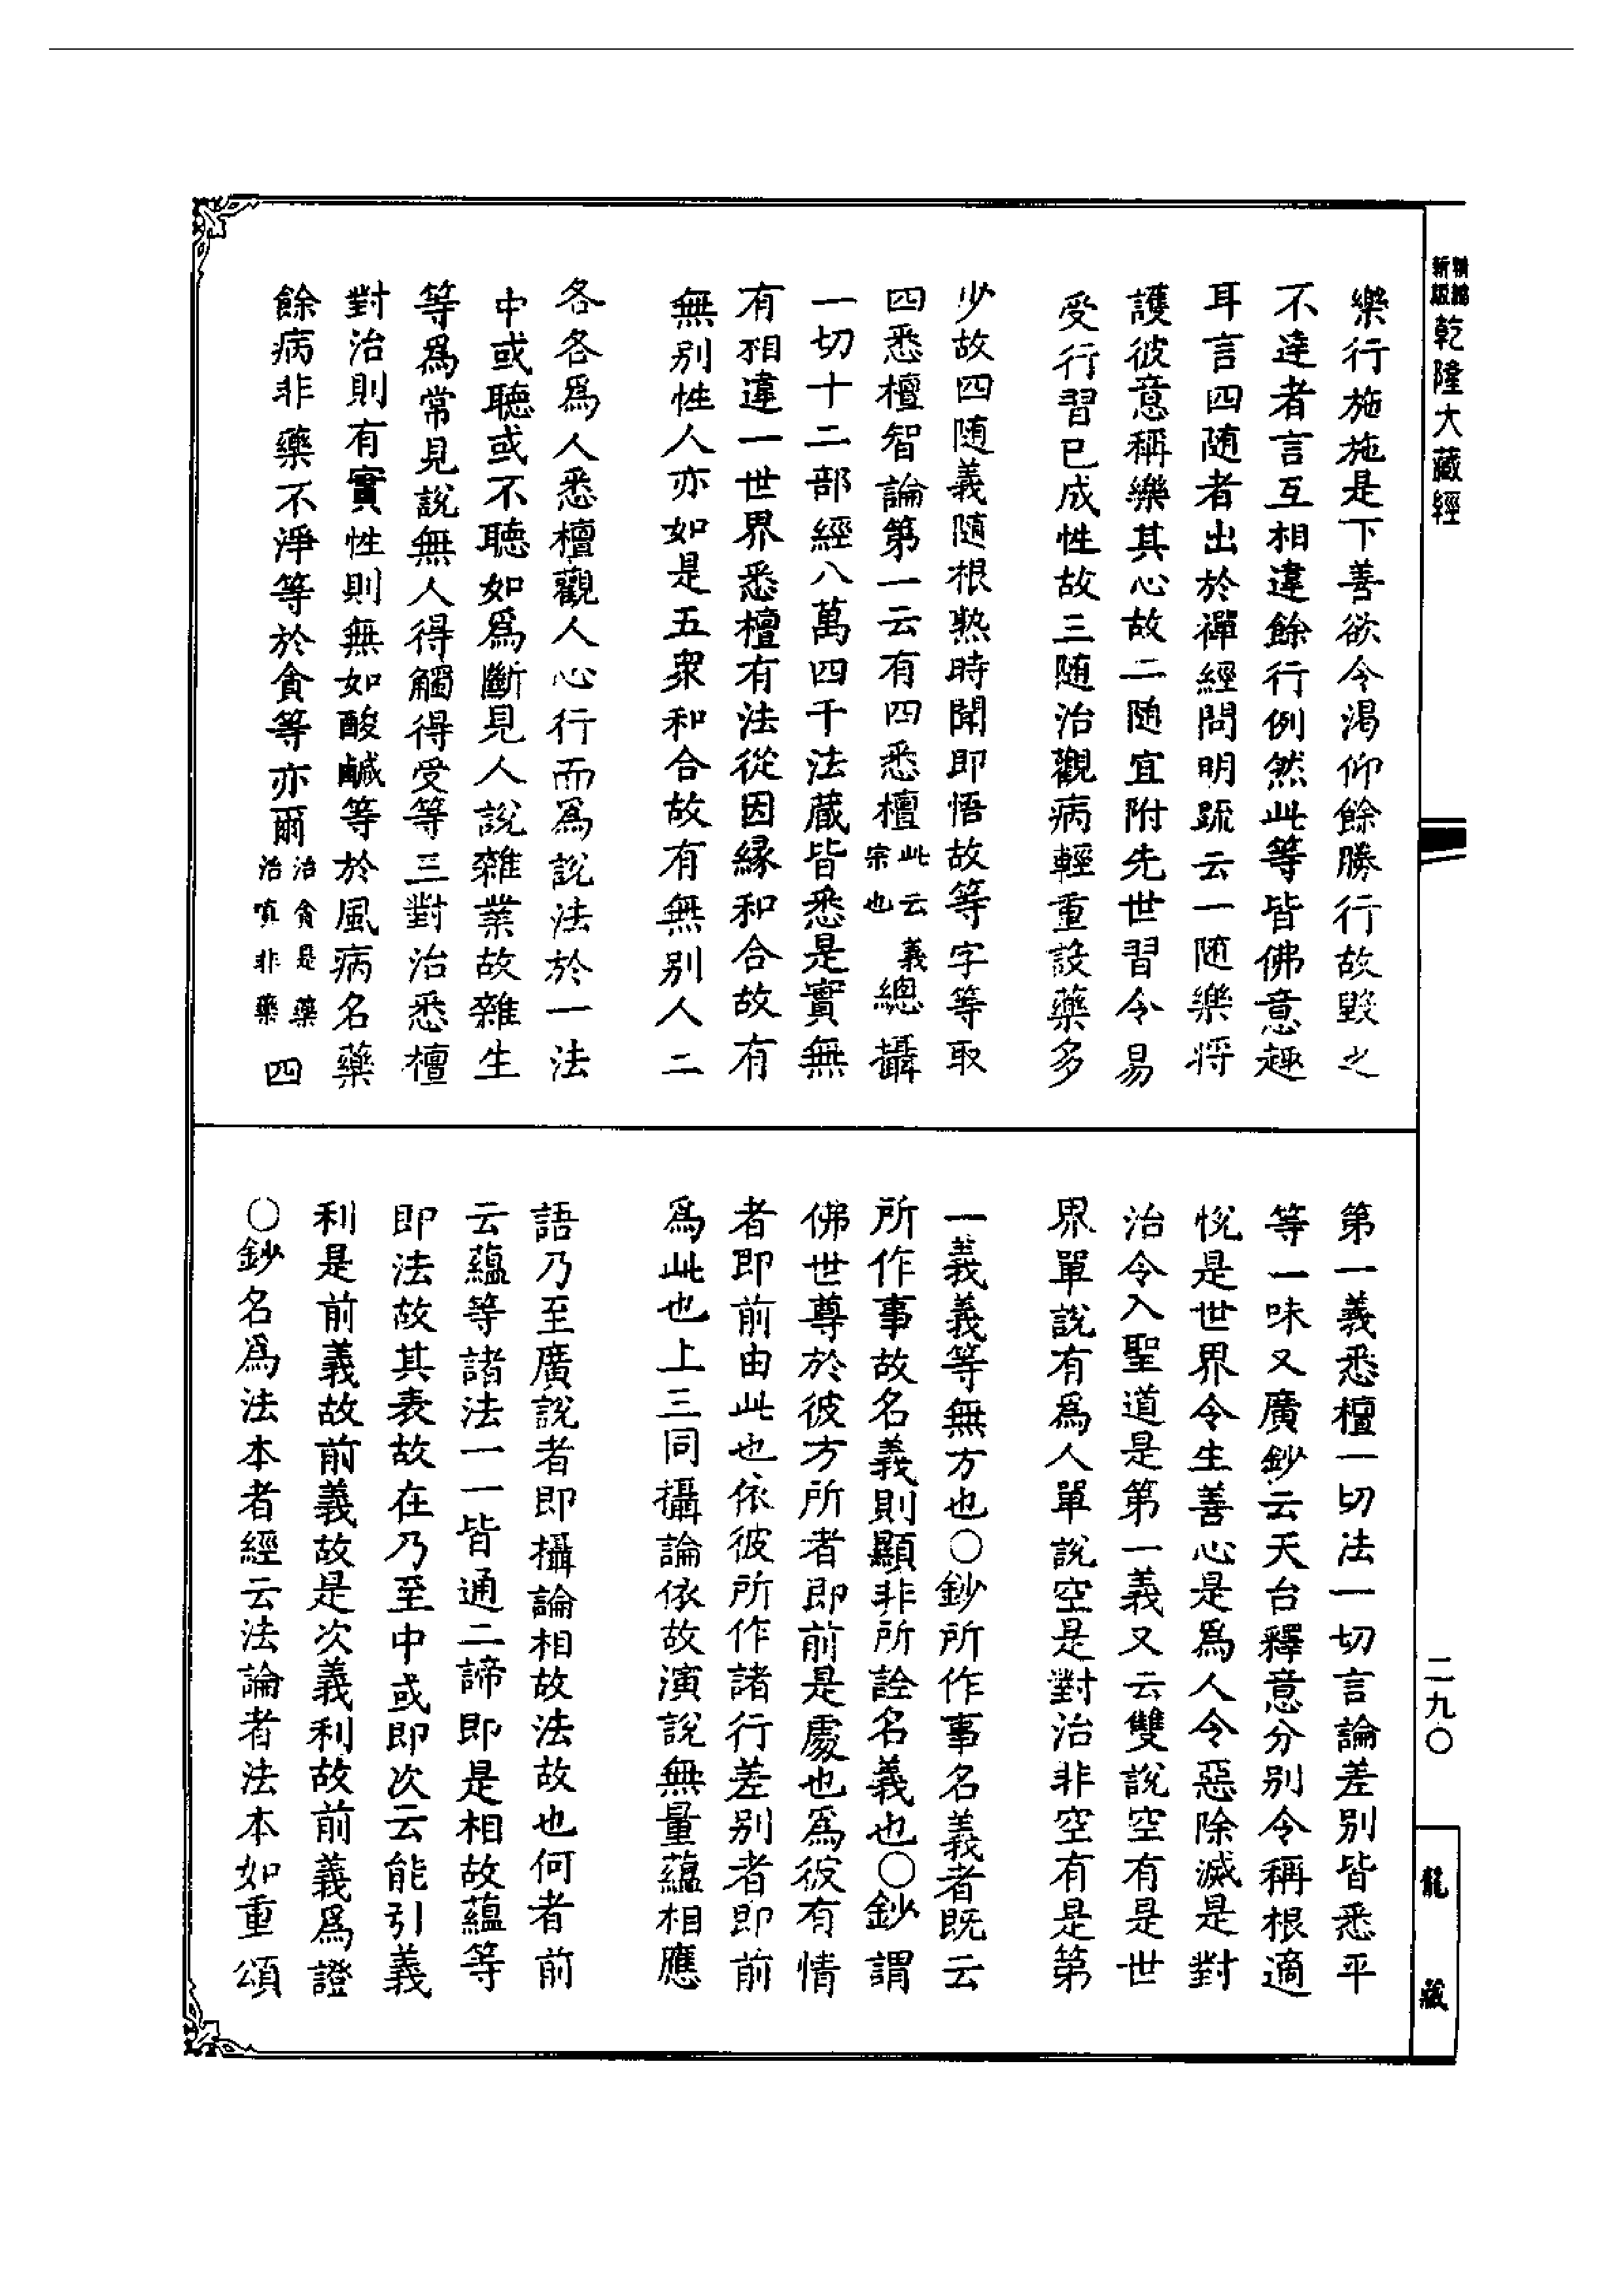 精縮新版乾隆大藏經
樂行施施是下善欲令渴仰餘勝行故毀之
不達者言互相違餘行例然此等皆佛意趣
耳言四随者出於禪經問明疏云一随樂将
護彼意稱樂其心故二随宜附先世習令易
受行習已成性故三随治觀病輕重設藥多
少故四随義随根熟時聞即悟故等字等取
四悉檀智論第一云有四悉檀此云義宗也總攝
一切十二部經八萬四千法蔵皆悉是實無
有相違一世界悉檀有法從因縁和合故有
無别性人亦如是五衆和合故有無别人二
各各爲人悉檀觀人心行而爲説法於一法
中或聽或不聽如爲斷見人説雜業故雜生
等爲常見説無人得觸得受等三對治悉檀
對治則有實性則無如酸鹹等於風病名藥
餘病非藥不淨等於貪等亦爾治貪是藥治嗔非藥四
第一義悉檀一切法一切言論差别皆悉平
等一味又廣鈔云天台釋意分别令稱根適
悅是世界令生善心是爲人令惡除滅是對
治令入聖道是第一義又云雙説空有是世
界單説有爲人單説空是對治非空有是第
一義義等無方也○鈔所作事名義者既云
所作事故名義則顯非所詮名義也○鈔謂
佛世尊於彼方所者即前是處也爲彼有情
者即前由此也依彼所作諸行差别者即前
爲此也上三同攝論依故演説無量蘊相應
語乃至廣説者即攝論相故法故也何者前
云蘊等諸法一一皆通二諦即是相故蘊等
即法故其表故在乃至中或即次云能引義
利是前義故前義故是次義利故前義爲證
○鈔名爲法本者經云法論者法本如重頌
二九○
龍藏